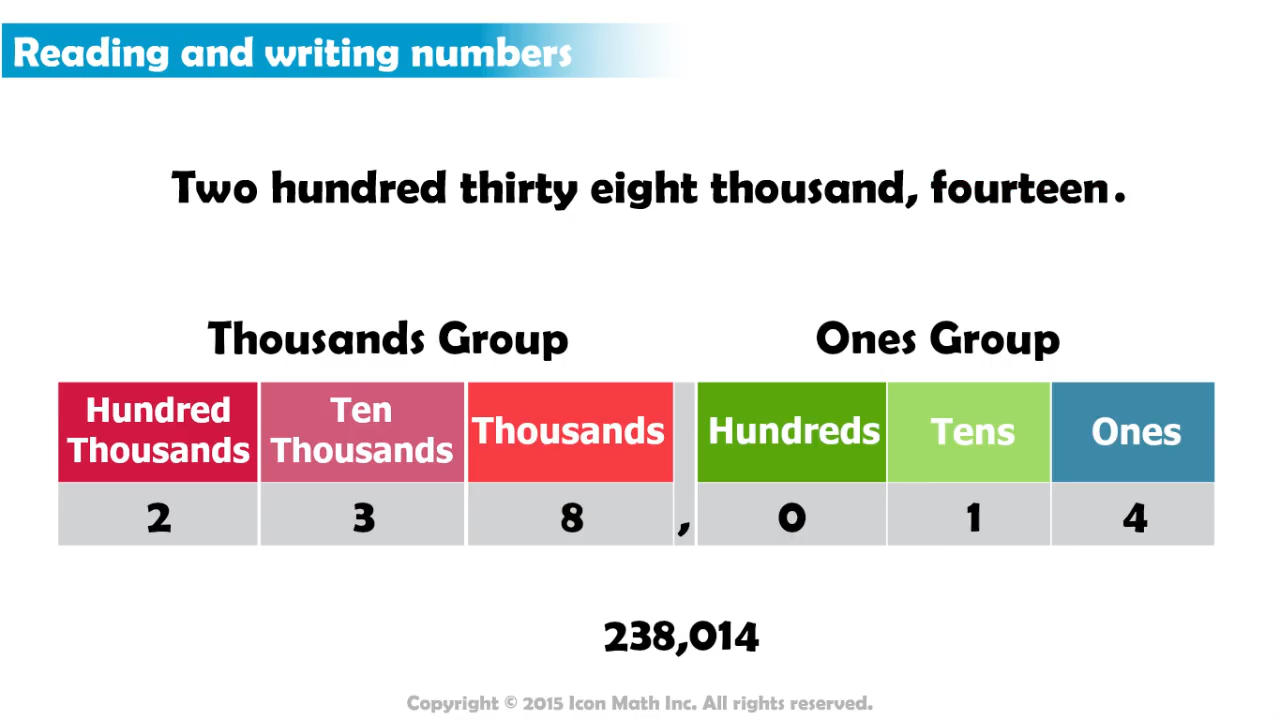 Reading and writing numbers
Two hundred thirty eight thousand, fourteen.
Thousands Group Ones Group
Hundred Thousands Ten Thousands Thousands Hundreds Tens Ones
2 3 8 , 0 1 4
238,014
Copyright © 2015 Icon Math Inc. All rights reserved.